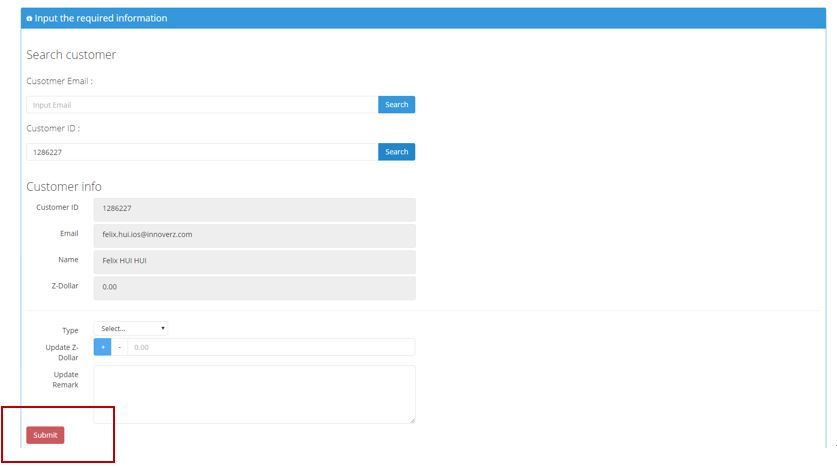 Input the required information
Search customer
Cusotmer Email :
Input Email Search
Customer ID :
1286227 Search
Customer info
Customer ID 1286227
Email felix.hui.ios@innoverz.com
Name Felix HUI HUI
Z-Dollar 0.00
Type Select...
Update Z-Dollar + - 0.00
Update Remark
Submit